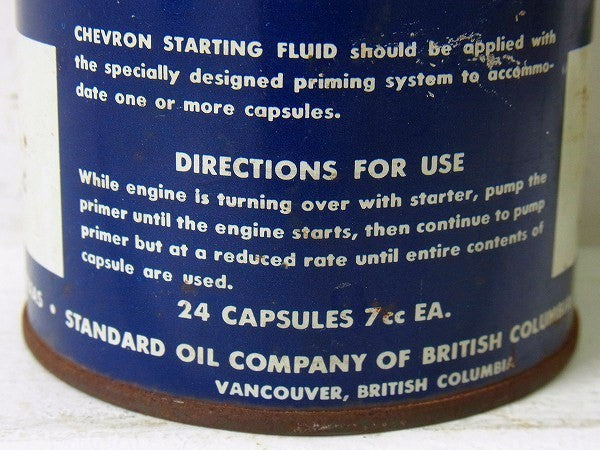 CHEVRON STARTING FLUID should be applied with
the specially designed priming system to accommo-
date one or more capsules.
DIRECTIONS FOR USE
While engine is turning over with starter, pump the
primer until the engine starts, then continue to pump
primer but at a reduced rate until entire contents of
capsule are used.
24 CAPSULES 7cc EA.
• STANDARD OIL COMPANY OF BRITISH COLUMBIA
VANCOUVER, BRITISH COLUMBIA